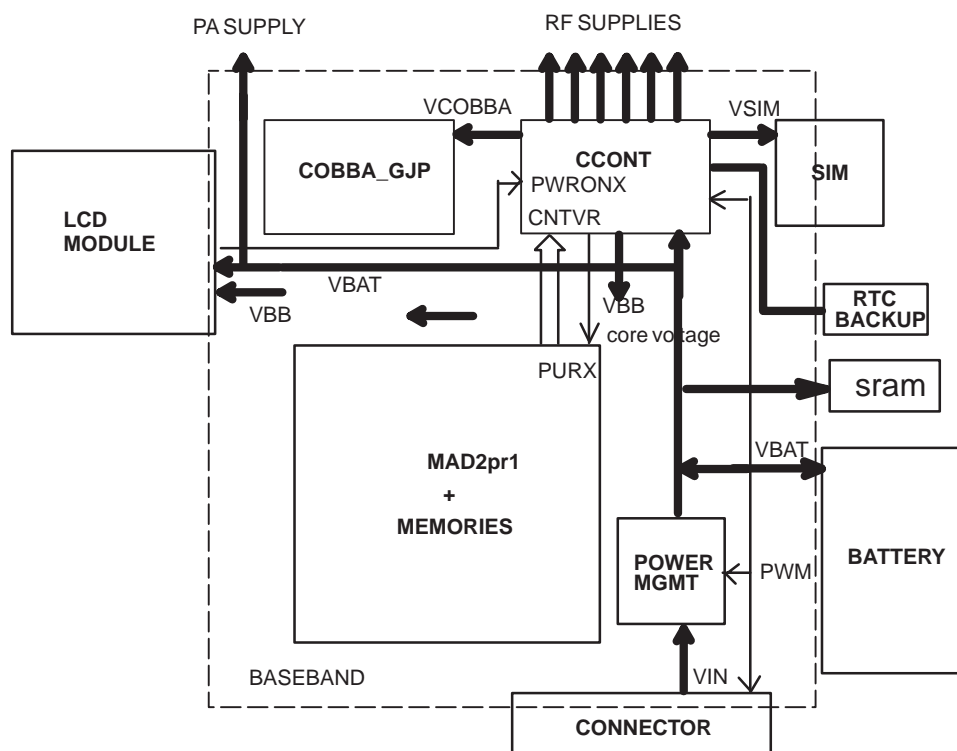 PA SUPPLY
RF SUPPLIES
VCOBBA
VSIM
COBBA_GJP
CCONT
SIM
PWRONX
CNTVR
LCD
MODULE
VBAT
VBB
VBB
core voltage
RTC
BACKUP
PURX
sram
MAD2pr1
+
MEMORIES
VBAT
POWER
MGMT
PWM
BATTERY
BASEBAND
VIN
CONNECTOR